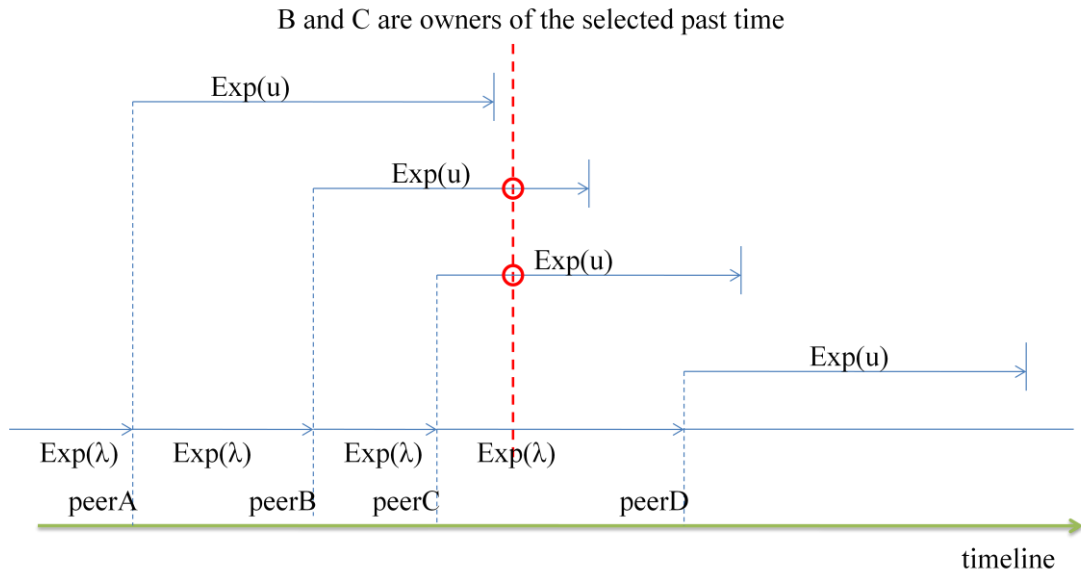 B and C are owners of the selected past time
Exp(u)
Exp(u)
Exp(u)
Exp(u)
Exp(λ) Exp(λ) Exp(λ) Exp(λ)
peerA peerB peerC peerD
timeline